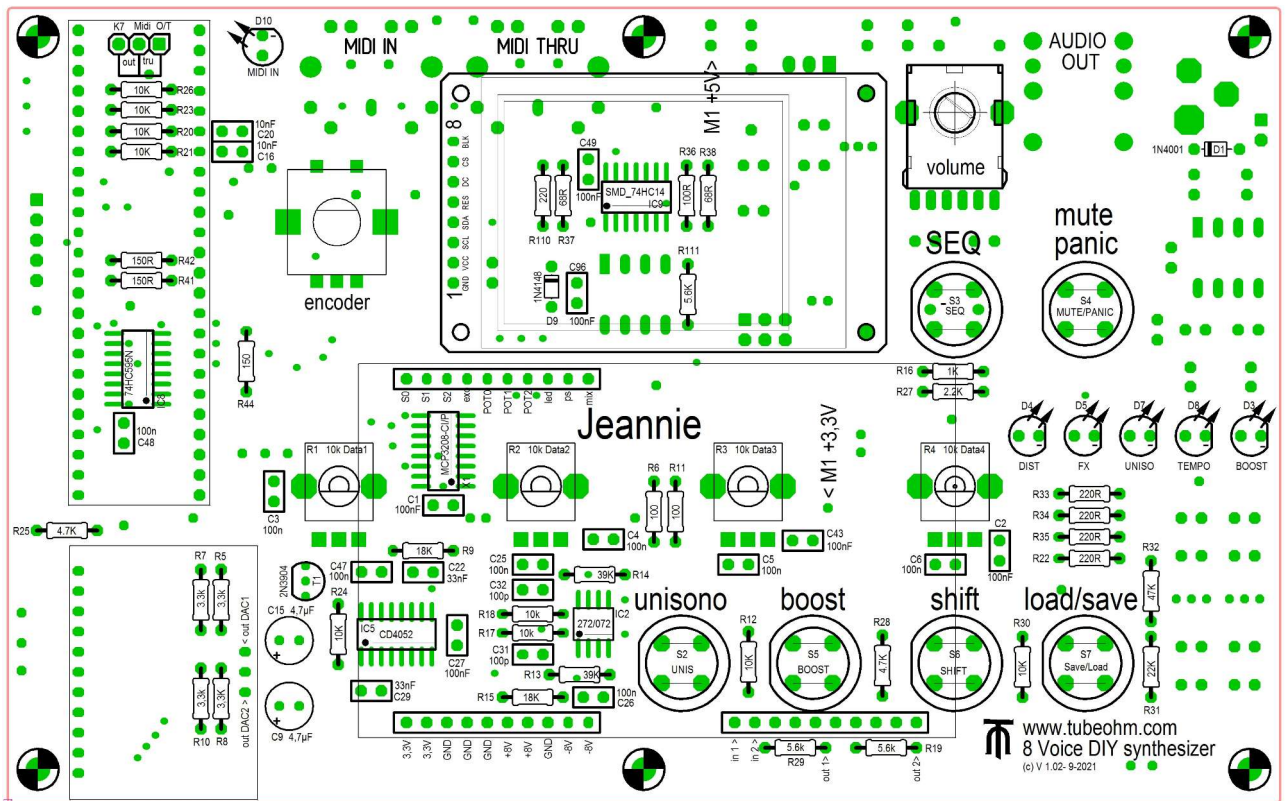 K7 Midi O/T
out tru
10K R26
10K R23
10K R20
10K R21
10nF
C20
10nF
C16
D10
MIDI IN
MIDI IN
MIDI THRU
M1 +5V>
8
BLK
CS
DC
RES
SDA
SCL
VCC
GND
1
C49
100nF
SMD_74HC14
IC9
R36
100R
R38
68R
220
R110
68R
R37
R111
5.6K
1N4148
D9
C96
100nF
volume
AUDIO
OUT
1N4001 D1
encoder
150R R42
150R R41
74HC595N
IC8
100n
C48
150
R44
SEQ
S3
SEQ
mute
panic
S4
MUTE/PANIC
R16 1K
R27 2.2K
S0
S1
S2
exo
POT0
POT1
POT2
led
ps
mix
Jeannie
< M1 +3,3V
MCP3208-CI/P
X1
R1 10k Data1
R2 10k Data2
R3 10k Data3
R4 10k Data4
D4
DIST
D5
FX
D7
UNISO
D8
TEMPO
D3
BOOST
C3
100n
C1
100nF
R6
100
R11
100
R33 220R
R34 220R
R35 220R
R22 220R
R25 4.7K
18K R9
C4
100n
C43
100nF
C5
100n
C6
100n
C2
100nF
R7
3,3k
R5
3,3k
2N3904
T1
C47
100n
C22
33nF
C25
100n
C32
100p
39K R14
R18 10k
R17 10k
C31
100p
IC2
272/072
R24
10K
IC5
CD4052
C27
100nF
C15 4,7µF
+
< out DAC1
out DAC2 >
3,3k
R10
3,3k
R8
C9 4,7µF
+
33nF
C29
R13 39K
R15 18K
100n
C26
unisono
S2
UNIS
R12
10K
boost
S5
BOOST
R28
4.7K
shift
S6
SHIFT
R30
10K
load/save
S7
Save/Load
R32
47K
22K
R31
3,3V
3,3V
GND
GND
GND
+8V
+8V
GND
-8V
-8V
in 1 >
in 2 >
5.6k
R29
out 1>
5.6k R19
out 2>
www.tubeohm.com
8 Voice DIY synthesizer
(c) V 1.02- 9-2021